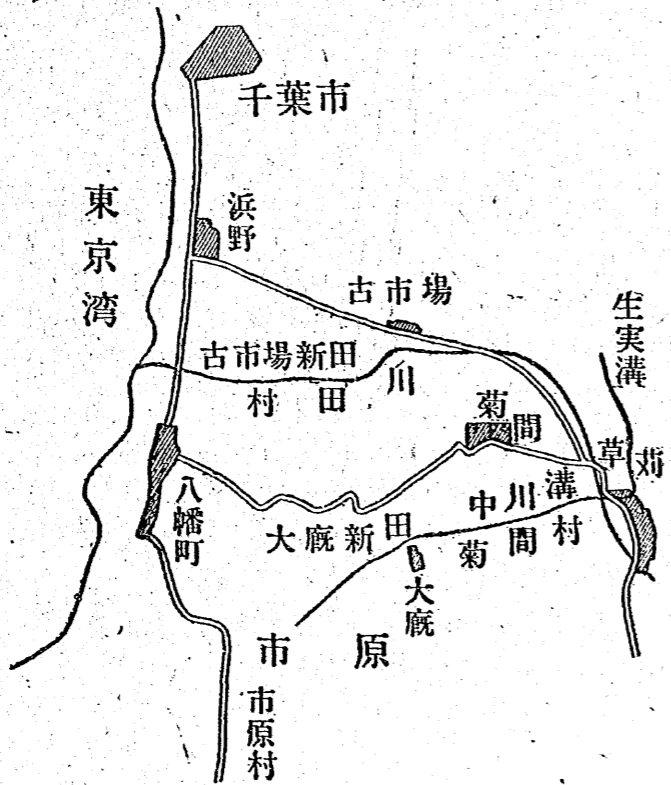 千葉市
浜野
東京湾
古市場
生実溝
古市場新田
村田川
菊間
草刈
八幡町
大廐新田
中川溝
菊間村
大廐
市原
市原村